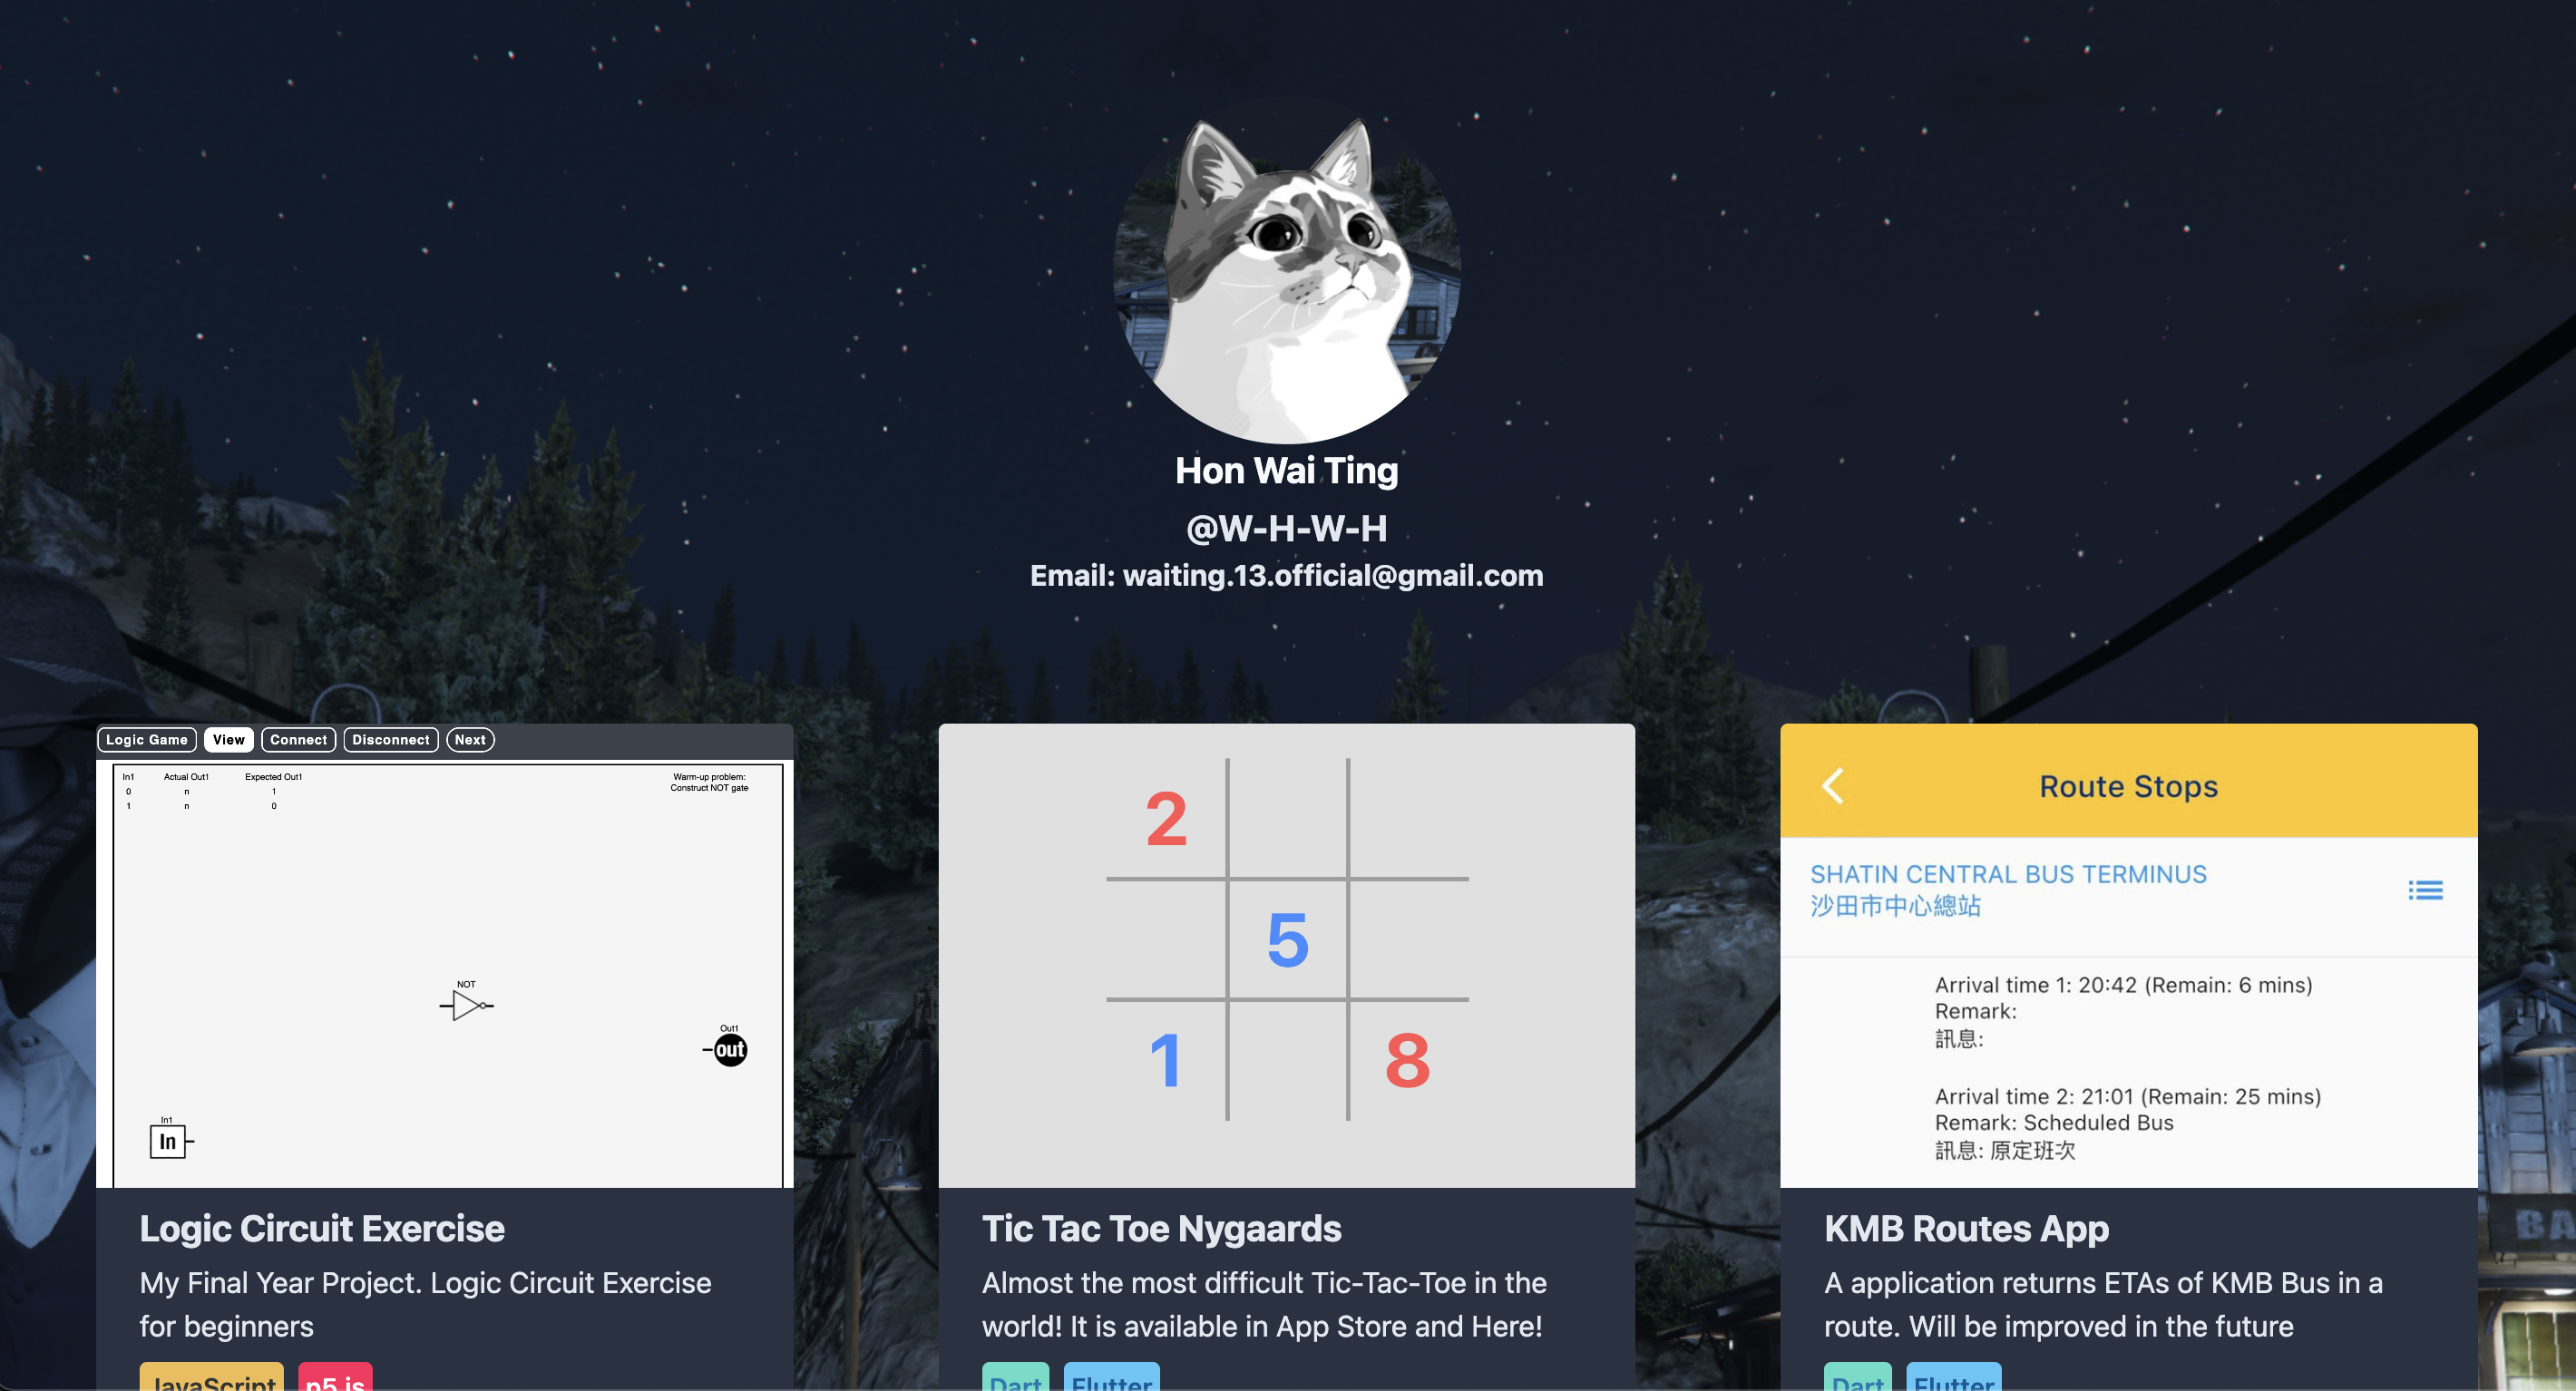 Hon Wai Ting
@W-H-W-H
Email: waiting.13.official@gmail.com
Logic Game View Connect Disconnect Next
In1 Actual Out1 Expected Out1
0 n 1
1 n 0
Warm-up problem:
Construct NOT gate
NOT
Out1
out
In1
In
Logic Circuit Exercise
My Final Year Project. Logic Circuit Exercise
for beginners
JavaScript p5.js
2
5
1 8
Tic Tac Toe Nygaards
Almost the most difficult Tic-Tac-Toe in the
world! It is available in App Store and Here!
Dart Flutter
Route Stops
SHATIN CENTRAL BUS TERMINUS
沙田市中心總站
Arrival time 1: 20:42 (Remain: 6 mins)
Remark:
訊息:
Arrival time 2: 21:01 (Remain: 25 mins)
Remark: Scheduled Bus
訊息: 原定班次
KMB Routes App
A application returns ETAs of KMB Bus in a
route. Will be improved in the future
Dart Flutter
BA